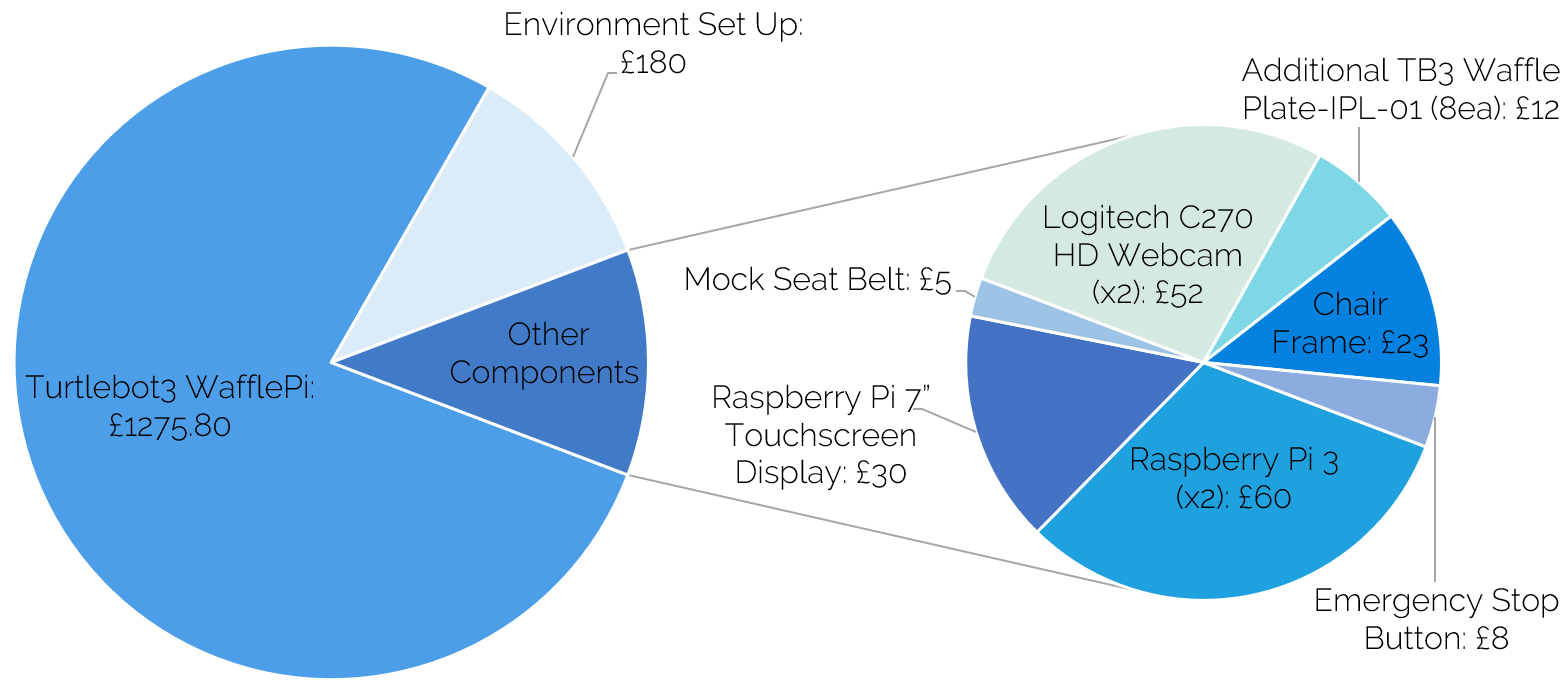 Environment Set Up:
£180
Additional TB3 Waffle
Plate-IPL-01 (8ea): £12
Logitech C270
HD Webcam
(x2): £52
Mock Seat Belt: £5
Chair
Frame: £23
Other
Components
Turtlebot3 WafflePi:
£1275.80
Raspberry Pi 7”
Touchscreen
Display: £30
Raspberry Pi 3
(x2): £60
Emergency Stop
Button: £8